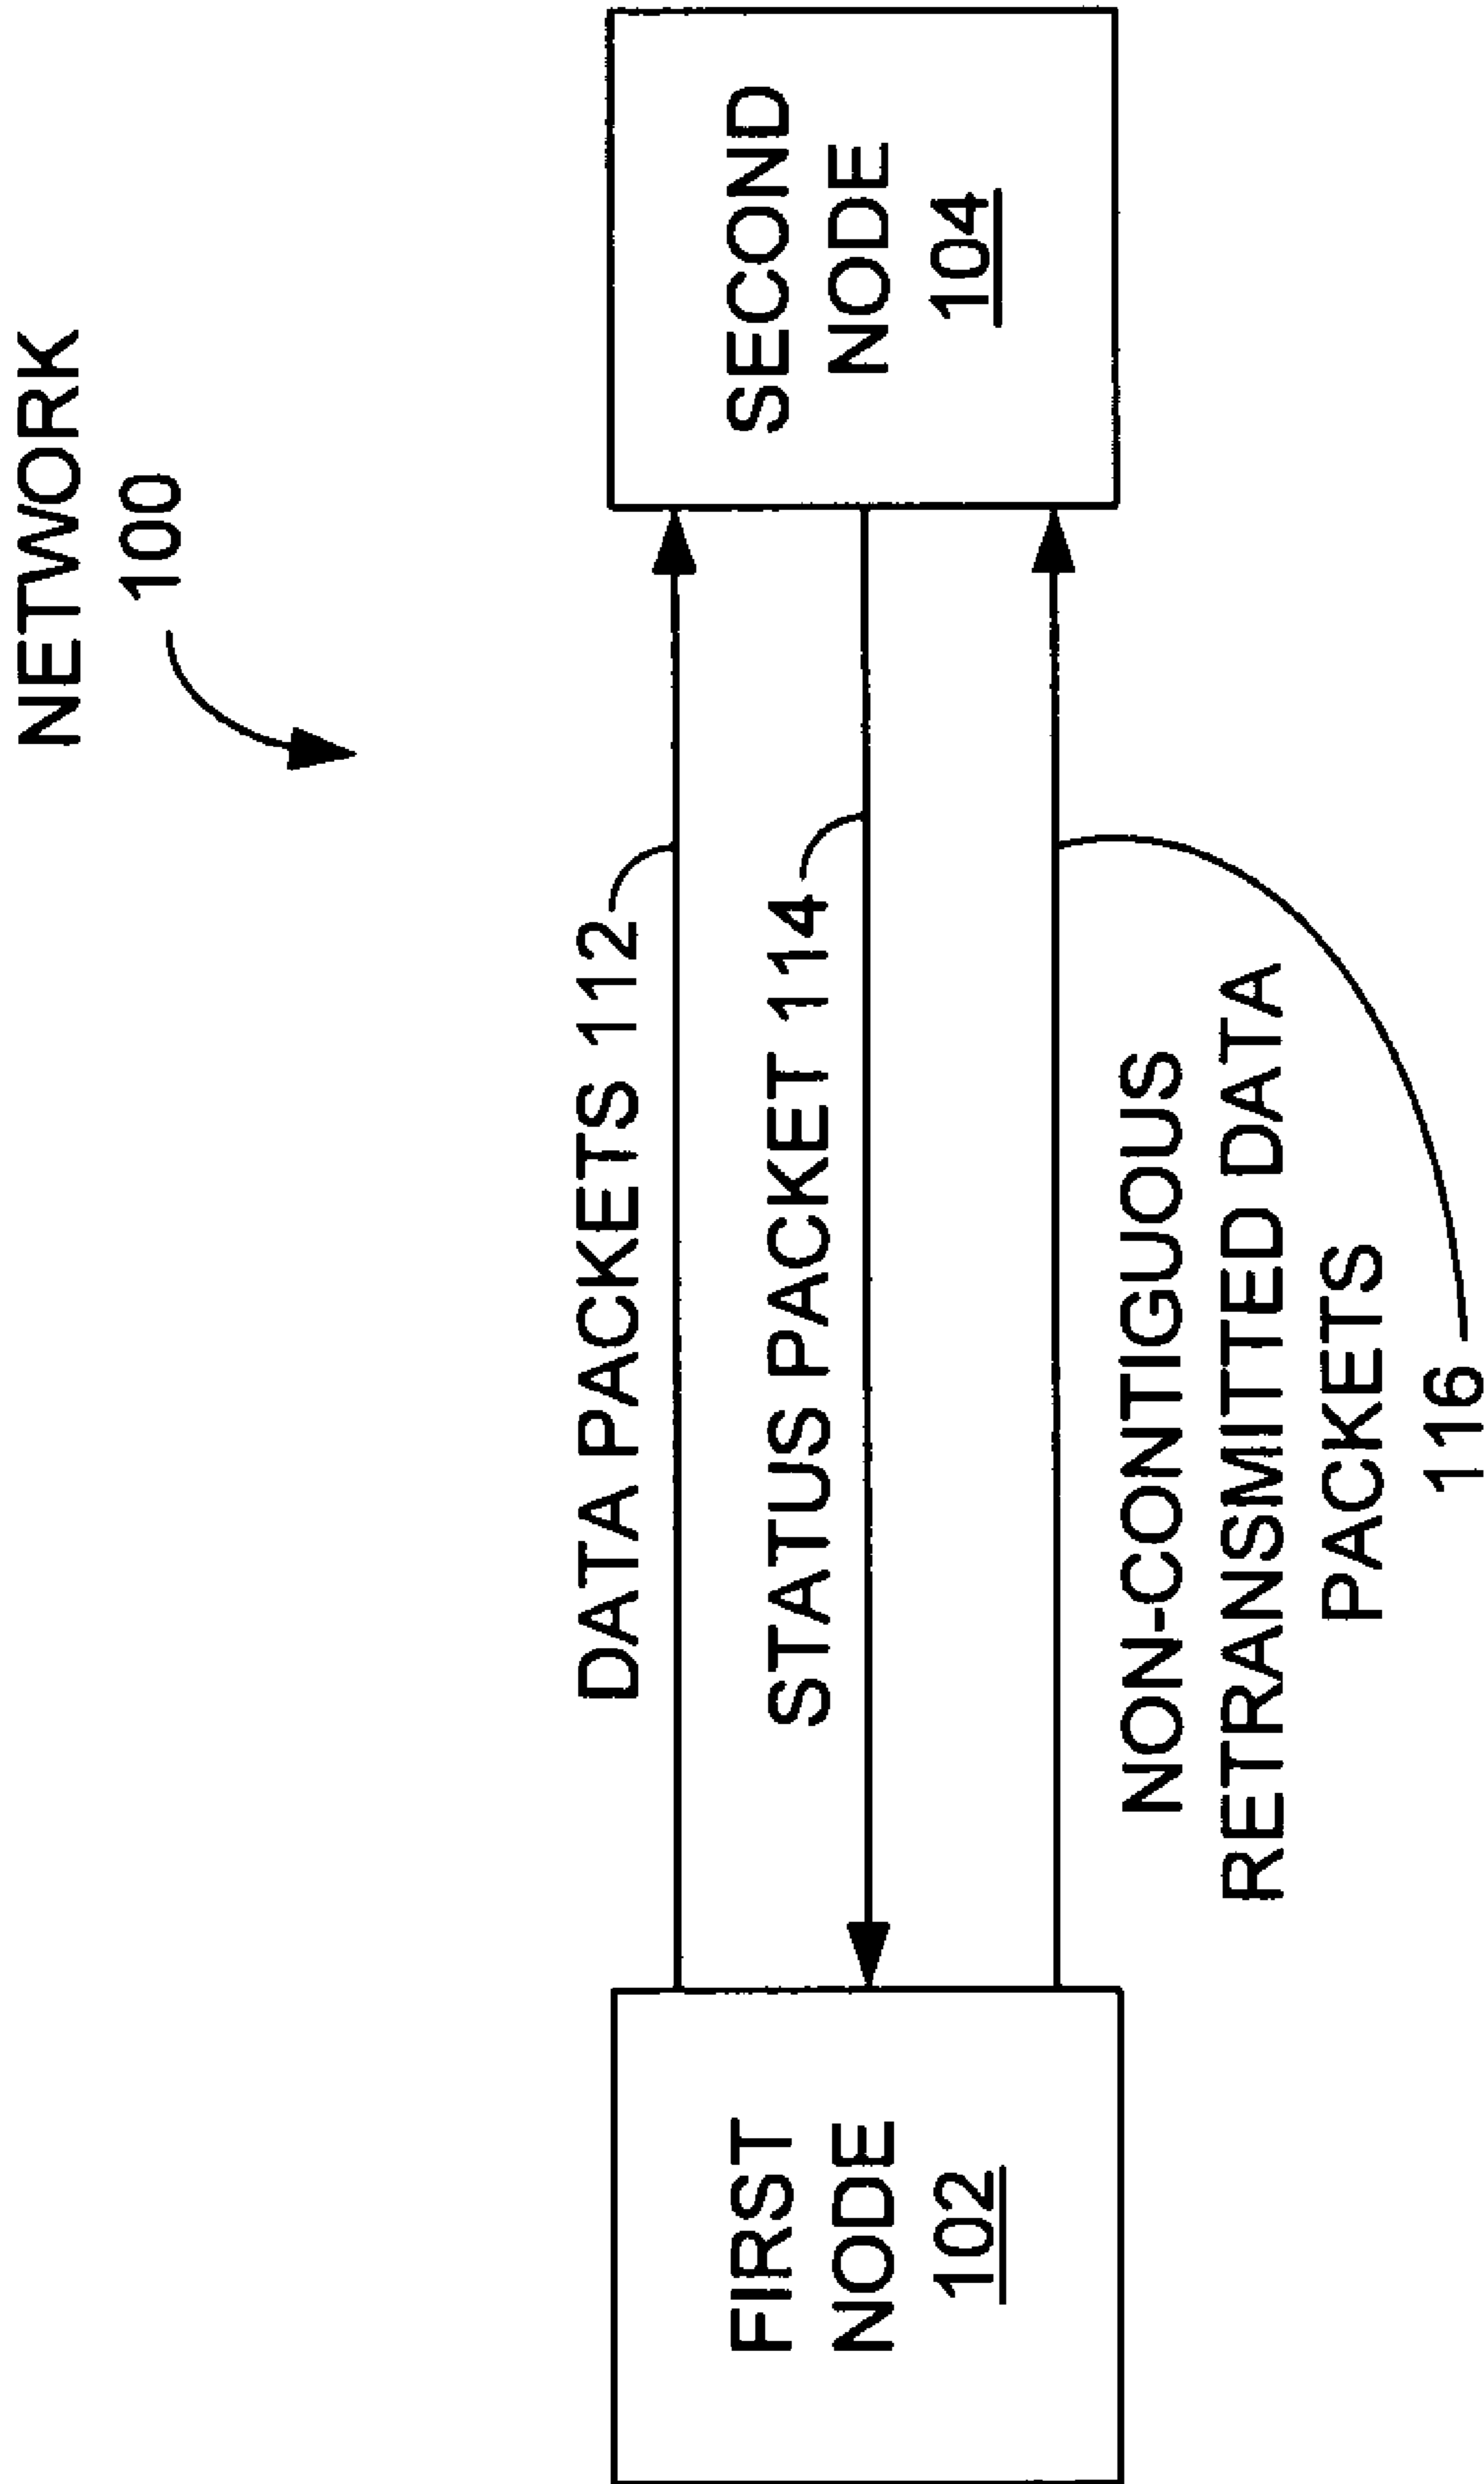 NETWORK
100
DATA PACKETS 112
STATUS PACKET 114
FIRST
NODE
102
SECOND
NODE
104
NON-CONTIGUOUS
RETRANSMITTED DATA
PACKETS
116